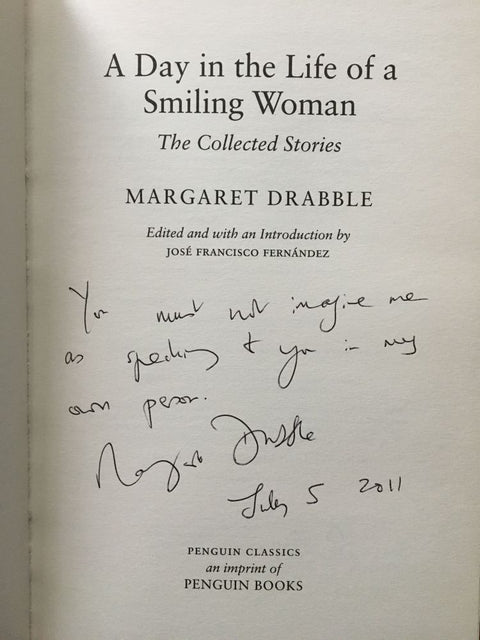 A Day in the Life of a
Smiling Woman
The Collected Stories
MARGARET DRABBLE
Edited and with an Introduction by
JOSÉ FRANCISCO FERNÁNDEZ
You must not imagine me
as speaking to you in my
own person.
Margaret Drabble
July 5 2011
PENGUIN CLASSICS
an imprint of
PENGUIN BOOKS